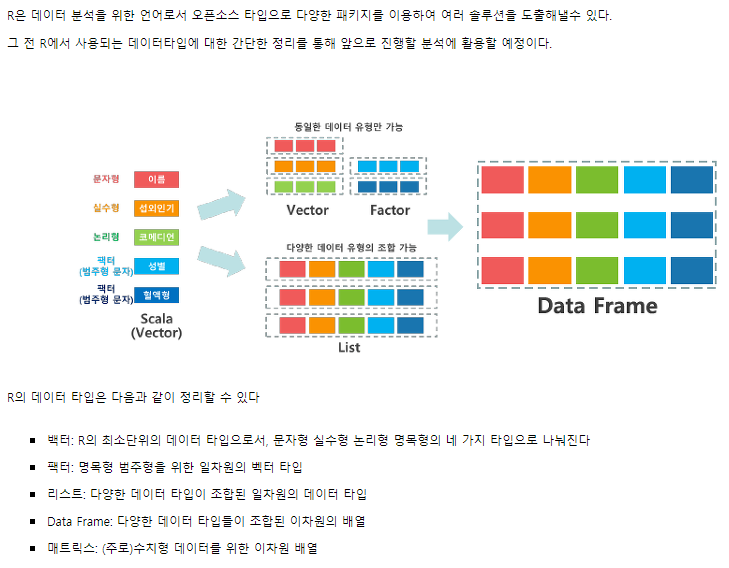 R은 데이터 분석을 위한 언어로서 오픈소스 타입으로 다양한 패키지를 이용하여 여러 솔루션을 도출해낼수 있다.
그 전 R에서 사용되는 데이터타입에 대한 간단한 정리를 통해 앞으로 진행할 분석에 활용할 예정이다.
동일한 데이터 유형만 가능
문자형 이름
실수형 섭외인기
논리형 코메디언
팩터
(범주형 문자) 성별
팩터
(범주형 문자) 혈액형
Scala
(Vector)
Vector Factor
다양한 데이터 유형의 조합 가능
List
Data Frame
R의 데이터 타입은 다음과 같이 정리할 수 있다
백터: R의 최소단위의 데이터 타입으로서, 문자형 실수형 논리형 명목형의 네 가지 타입으로 나눠진다
팩터: 명목형 범주형을 위한 일차원의 벡터 타입
리스트: 다양한 데이터 타입이 조합된 일차원의 데이터 타입
Data Frame: 다양한 데이터 타입들이 조합된 이차원의 배열
매트릭스: (주로)수치형 데이터를 위한 이차원 배열